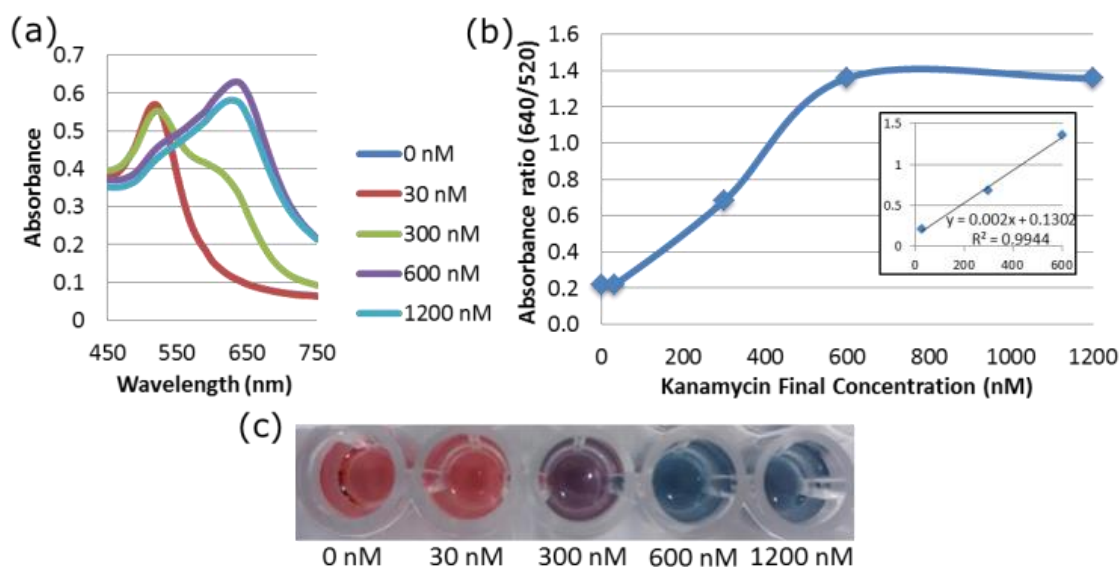 (a)
0.7
0.6
0.5
0.4
0.3
0.2
0.1
0
Absorbance
450 550 650 750
Wavelength (nm)
0 nM
30 nM
300 nM
600 nM
1200 nM
(b)
1.6
1.4
1.2
1.0
0.8
0.6
0.4
0.2
0.0
Absorbance ratio (640/520)
0 200 400 600 800 1000 1200
Kanamycin Final Concentration (nM)
1.5
1
0.5
0
y = 0.002x + 0.1302
R² = 0.9944
0 200 400 600
(c)
0 nM 30 nM 300 nM 600 nM 1200 nM